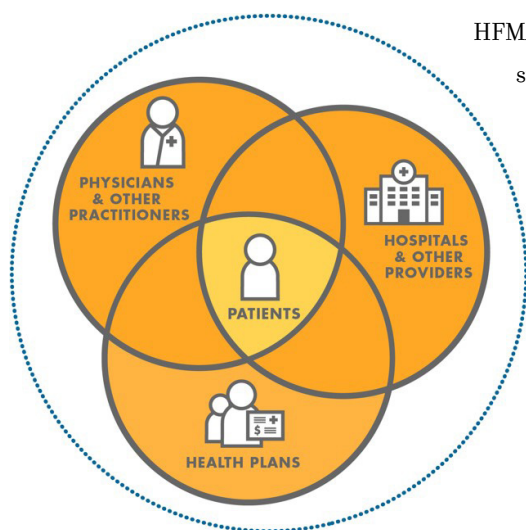 HFM
s
PHYSICIANS
& OTHER
PRACTITIONERS
HOSPITALS
& OTHER
PROVIDERS
PATIENTS
$
HEALTH PLANS